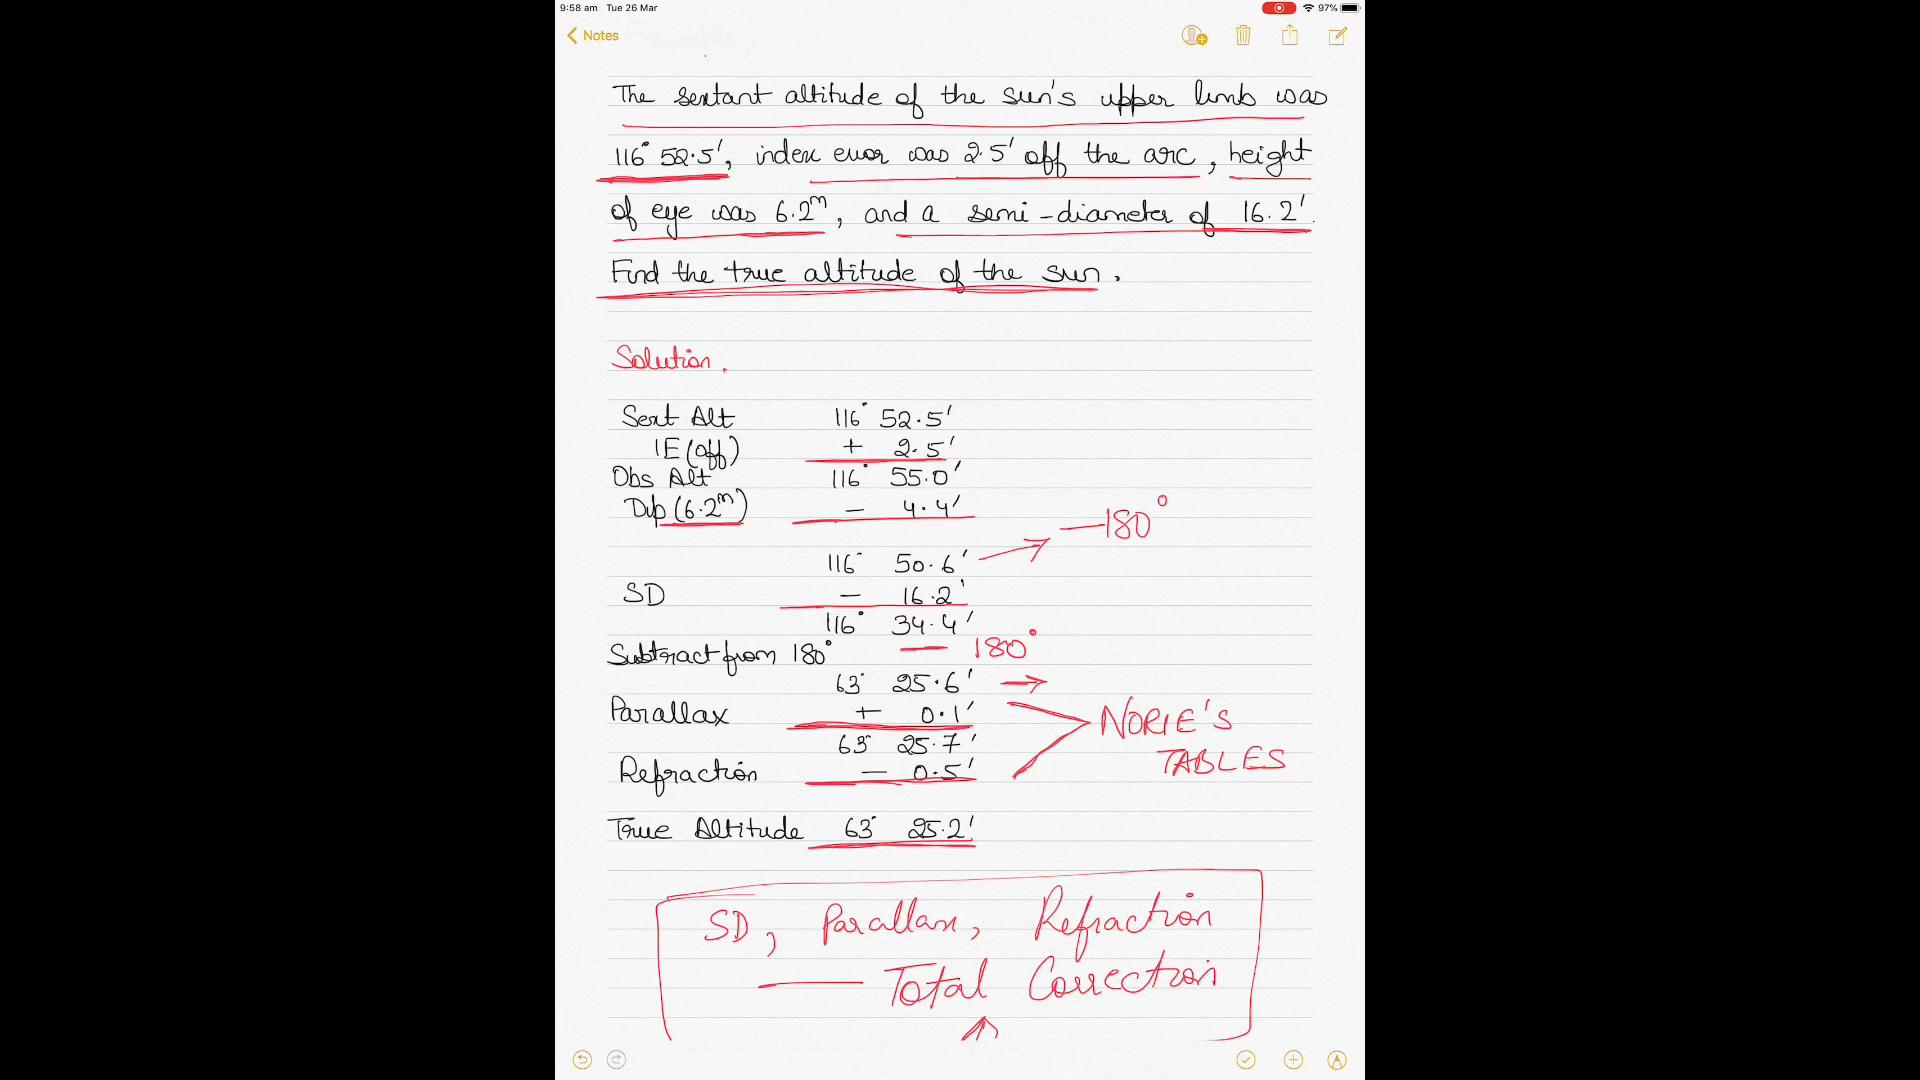 9:58 am Tue 26 Mar
97%
Notes
The sextant altitude of the sun's upper limb was
116° 52.5', index error was 2.5' off the arc, height
of eye was 6.2m, and a semi-diameter of 16.2'.
Find the true altitude of the sun.
Solution.
Sext Alt 116° 52.5'
IE (off) + 2.5'
Obs Alt 116° 55.0'
Dip (6.2m) - 4.4'
116° 50.6' → -180°
SD - 16.2'
116° 34.4'
Subtract from 180° - 180°
63° 25.6' →
Parallax + 0.1'
63° 25.7'
Refraction - 0.5'
NORIE'S
TABLES
True Altitude 63° 25.2'
SD, Parallax, Refraction
— Total Correction